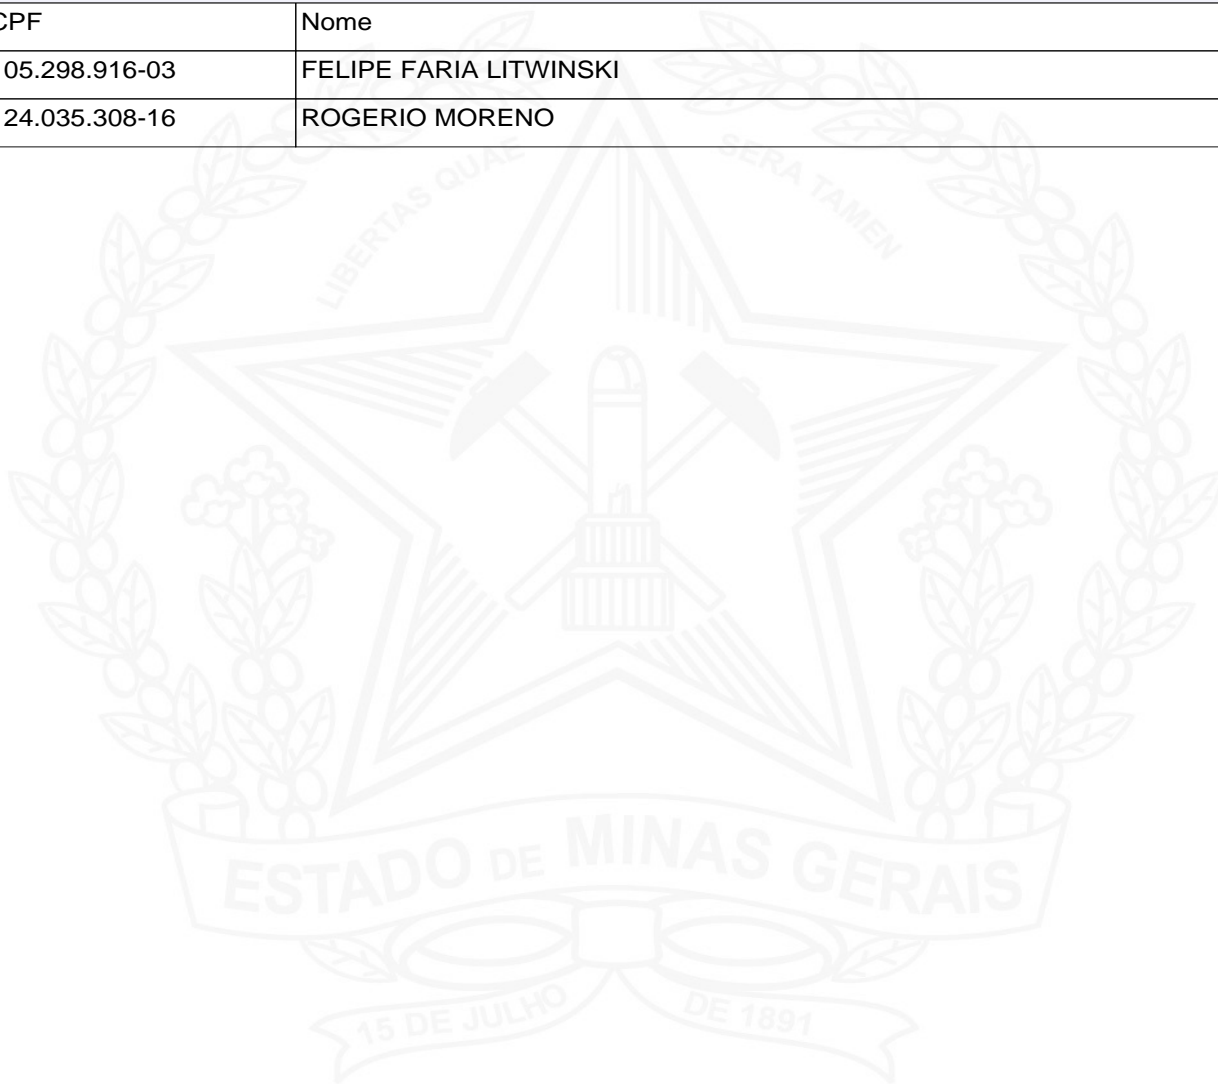 CPF Nome
05.298.916-03 FELIPE FARIA LITWINSKI
24.035.308-16 ROGERIO MORENO
LIBERTAS QUAE SERA TAMEN
ESTADO DE MINAS GERAIS
15 DE JULHO DE 1891